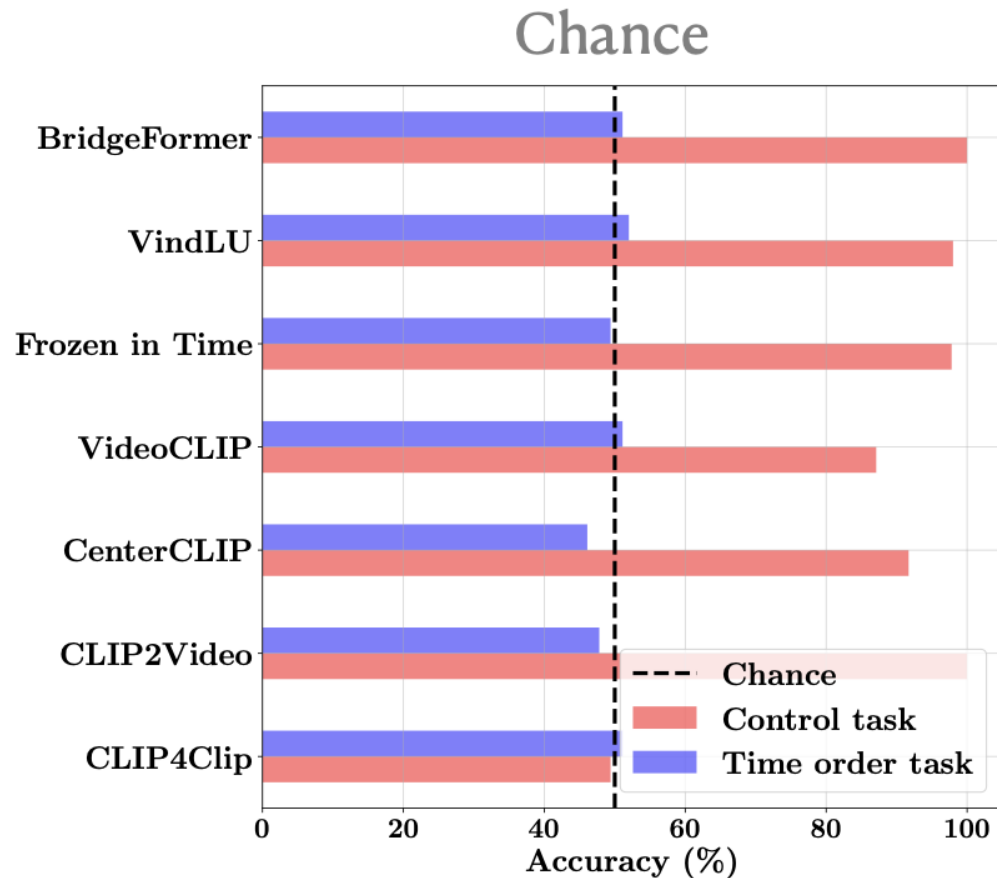 Chance
BridgeFormer
VindLU
Frozen in Time
VideoCLIP
CenterCLIP
CLIP2Video
CLIP4Clip
Chance
Control task
Time order task
0 20 40 60 80 100
Accuracy (%)